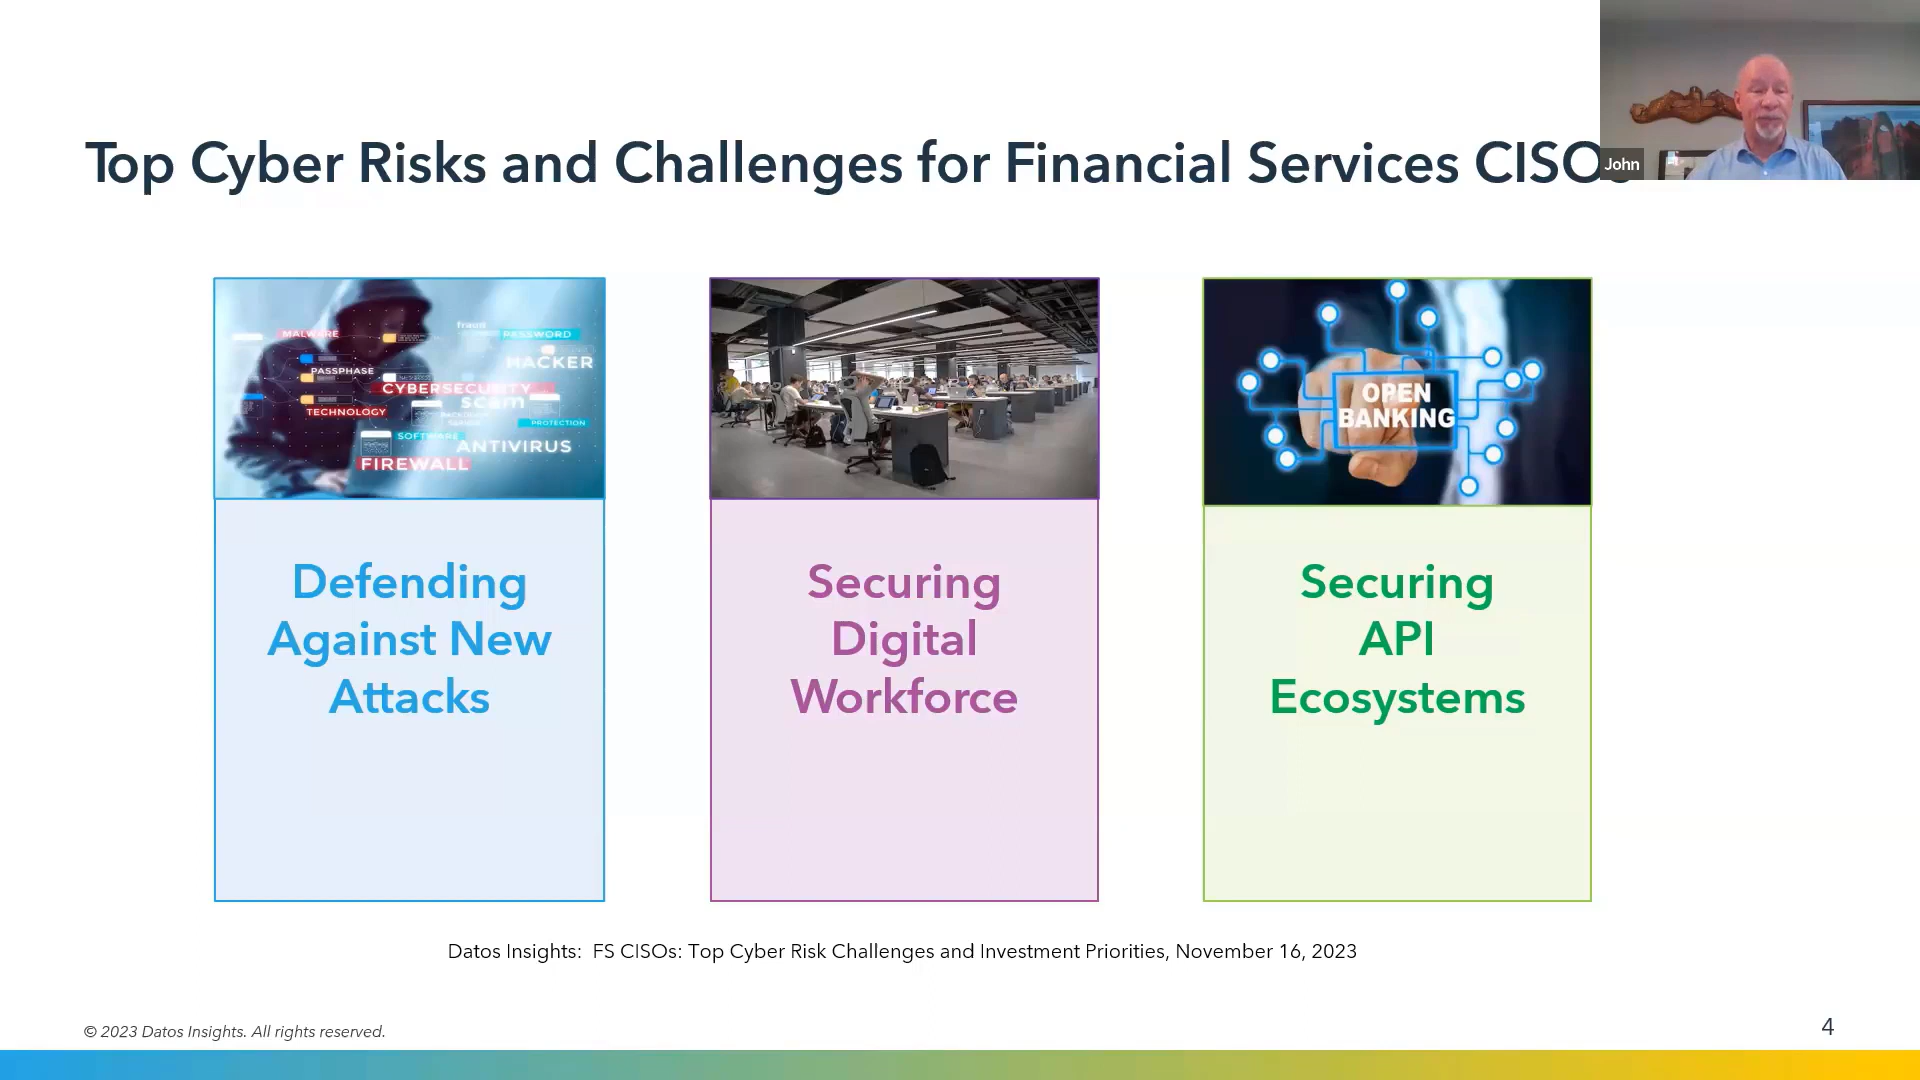 Top Cyber Risks and Challenges for Financial Services CISO
John
MALWARE
PASSPHASE
TECHNOLOGY
fraud
PASSWORD
HACKER
CYBERSECURITY
scam
PROTECTION
SOFTWARE
ANTIVIRUS
FIREWALL
OPEN
BANKING
Defending
Against New
Attacks
Securing
Digital
Workforce
Securing
API
Ecosystems
Datos Insights: FS CISOs: Top Cyber Risk Challenges and Investment Priorities, November 16, 2023
© 2023 Datos Insights. All rights reserved.
4